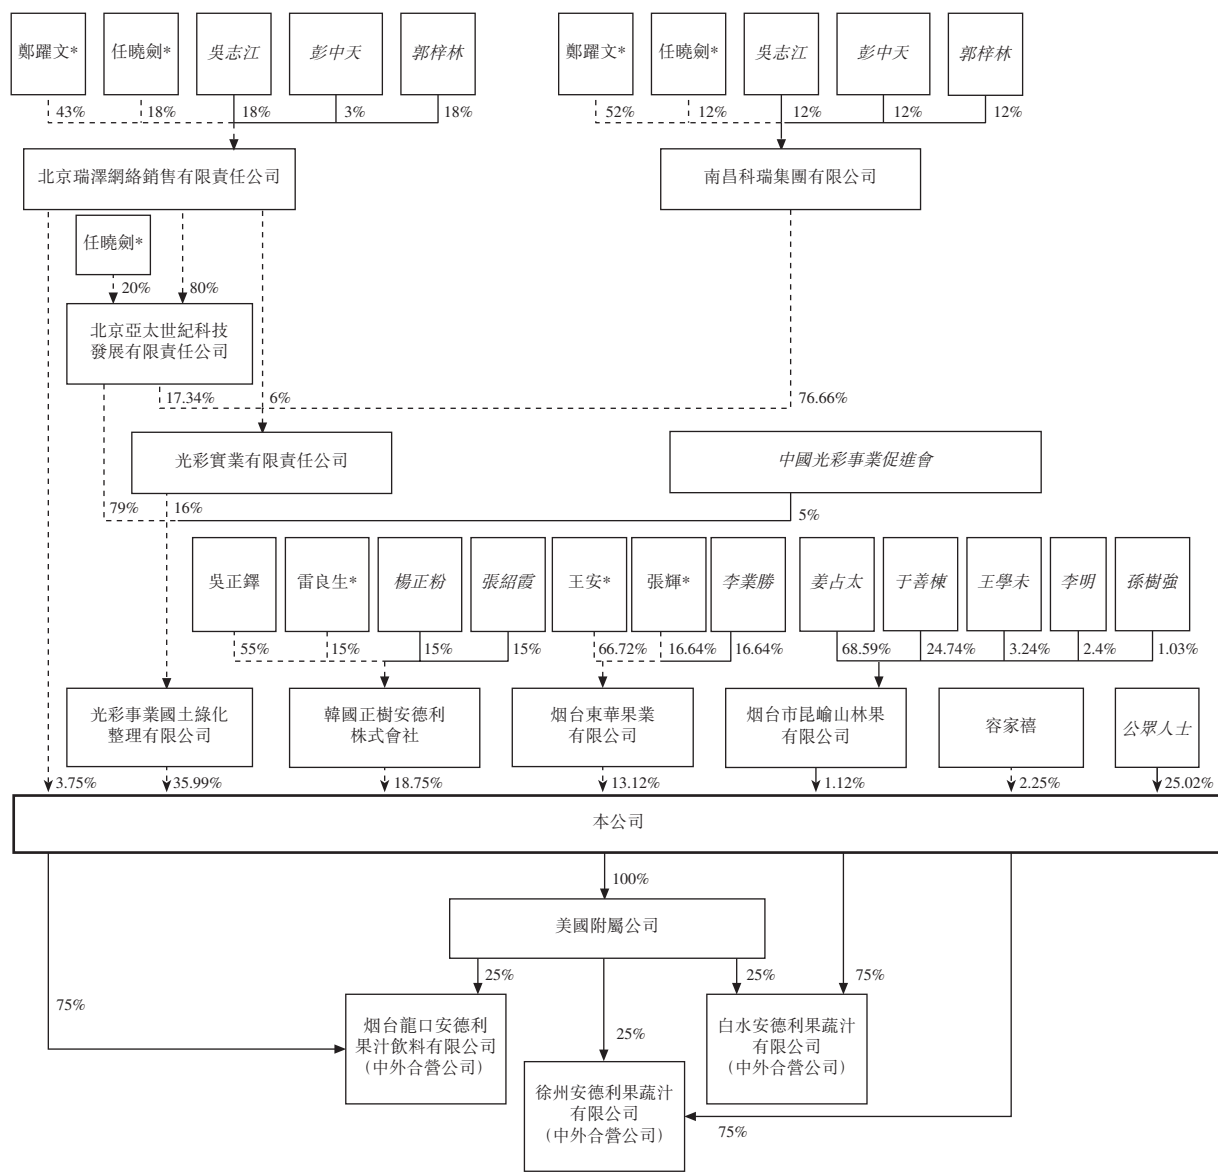 鄭躍文*
任曉劍*
吳志江
彭中天
郭梓林
鄭躍文*
任曉劍*
吳志江
彭中天
郭梓林
43%
18%
18%
3%
18%
52%
12%
12%
12%
12%
北京瑞澤網絡銷售有限責任公司
南昌科瑞集團有限公司
任曉劍*
20%
80%
北京亞太世紀科技
發展有限責任公司
17.34%
6%
76.66%
光彩實業有限責任公司
中國光彩事業促進會
79%
16%
5%
吳正鐸
雷良生*
楊正粉
張紹霞
王安*
張輝*
李業勝
姜占太
于善棟
王學未
李明
孫樹強
55%
15%
15%
15%
66.72%
16.64%
16.64%
68.59%
24.74%
3.24%
2.4%
1.03%
光彩事業國土綠化
整理有限公司
韓國正樹安德利
株式會社
烟台東華果業
有限公司
烟台市昆崳山林果
有限公司
容家禧
公眾人士
3.75%
35.99%
18.75%
13.12%
1.12%
2.25%
25.02%
本公司
100%
美國附屬公司
75%
25%
25%
25%
75%
烟台龍口安德利
果汁飲料有限公司
(中外合營公司)
白水安德利果蔬汁
有限公司
(中外合營公司)
徐州安德利果蔬汁
有限公司
(中外合營公司)
75%